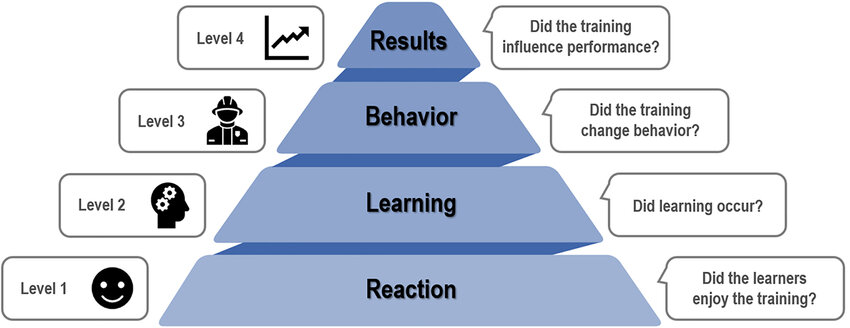 Level 4
Results
Did the training
influence performance?
Level 3
Behavior
Did the training
change behavior?
Level 2
Learning
Did learning occur?
Level 1
Reaction
Did the learners
enjoy the training?